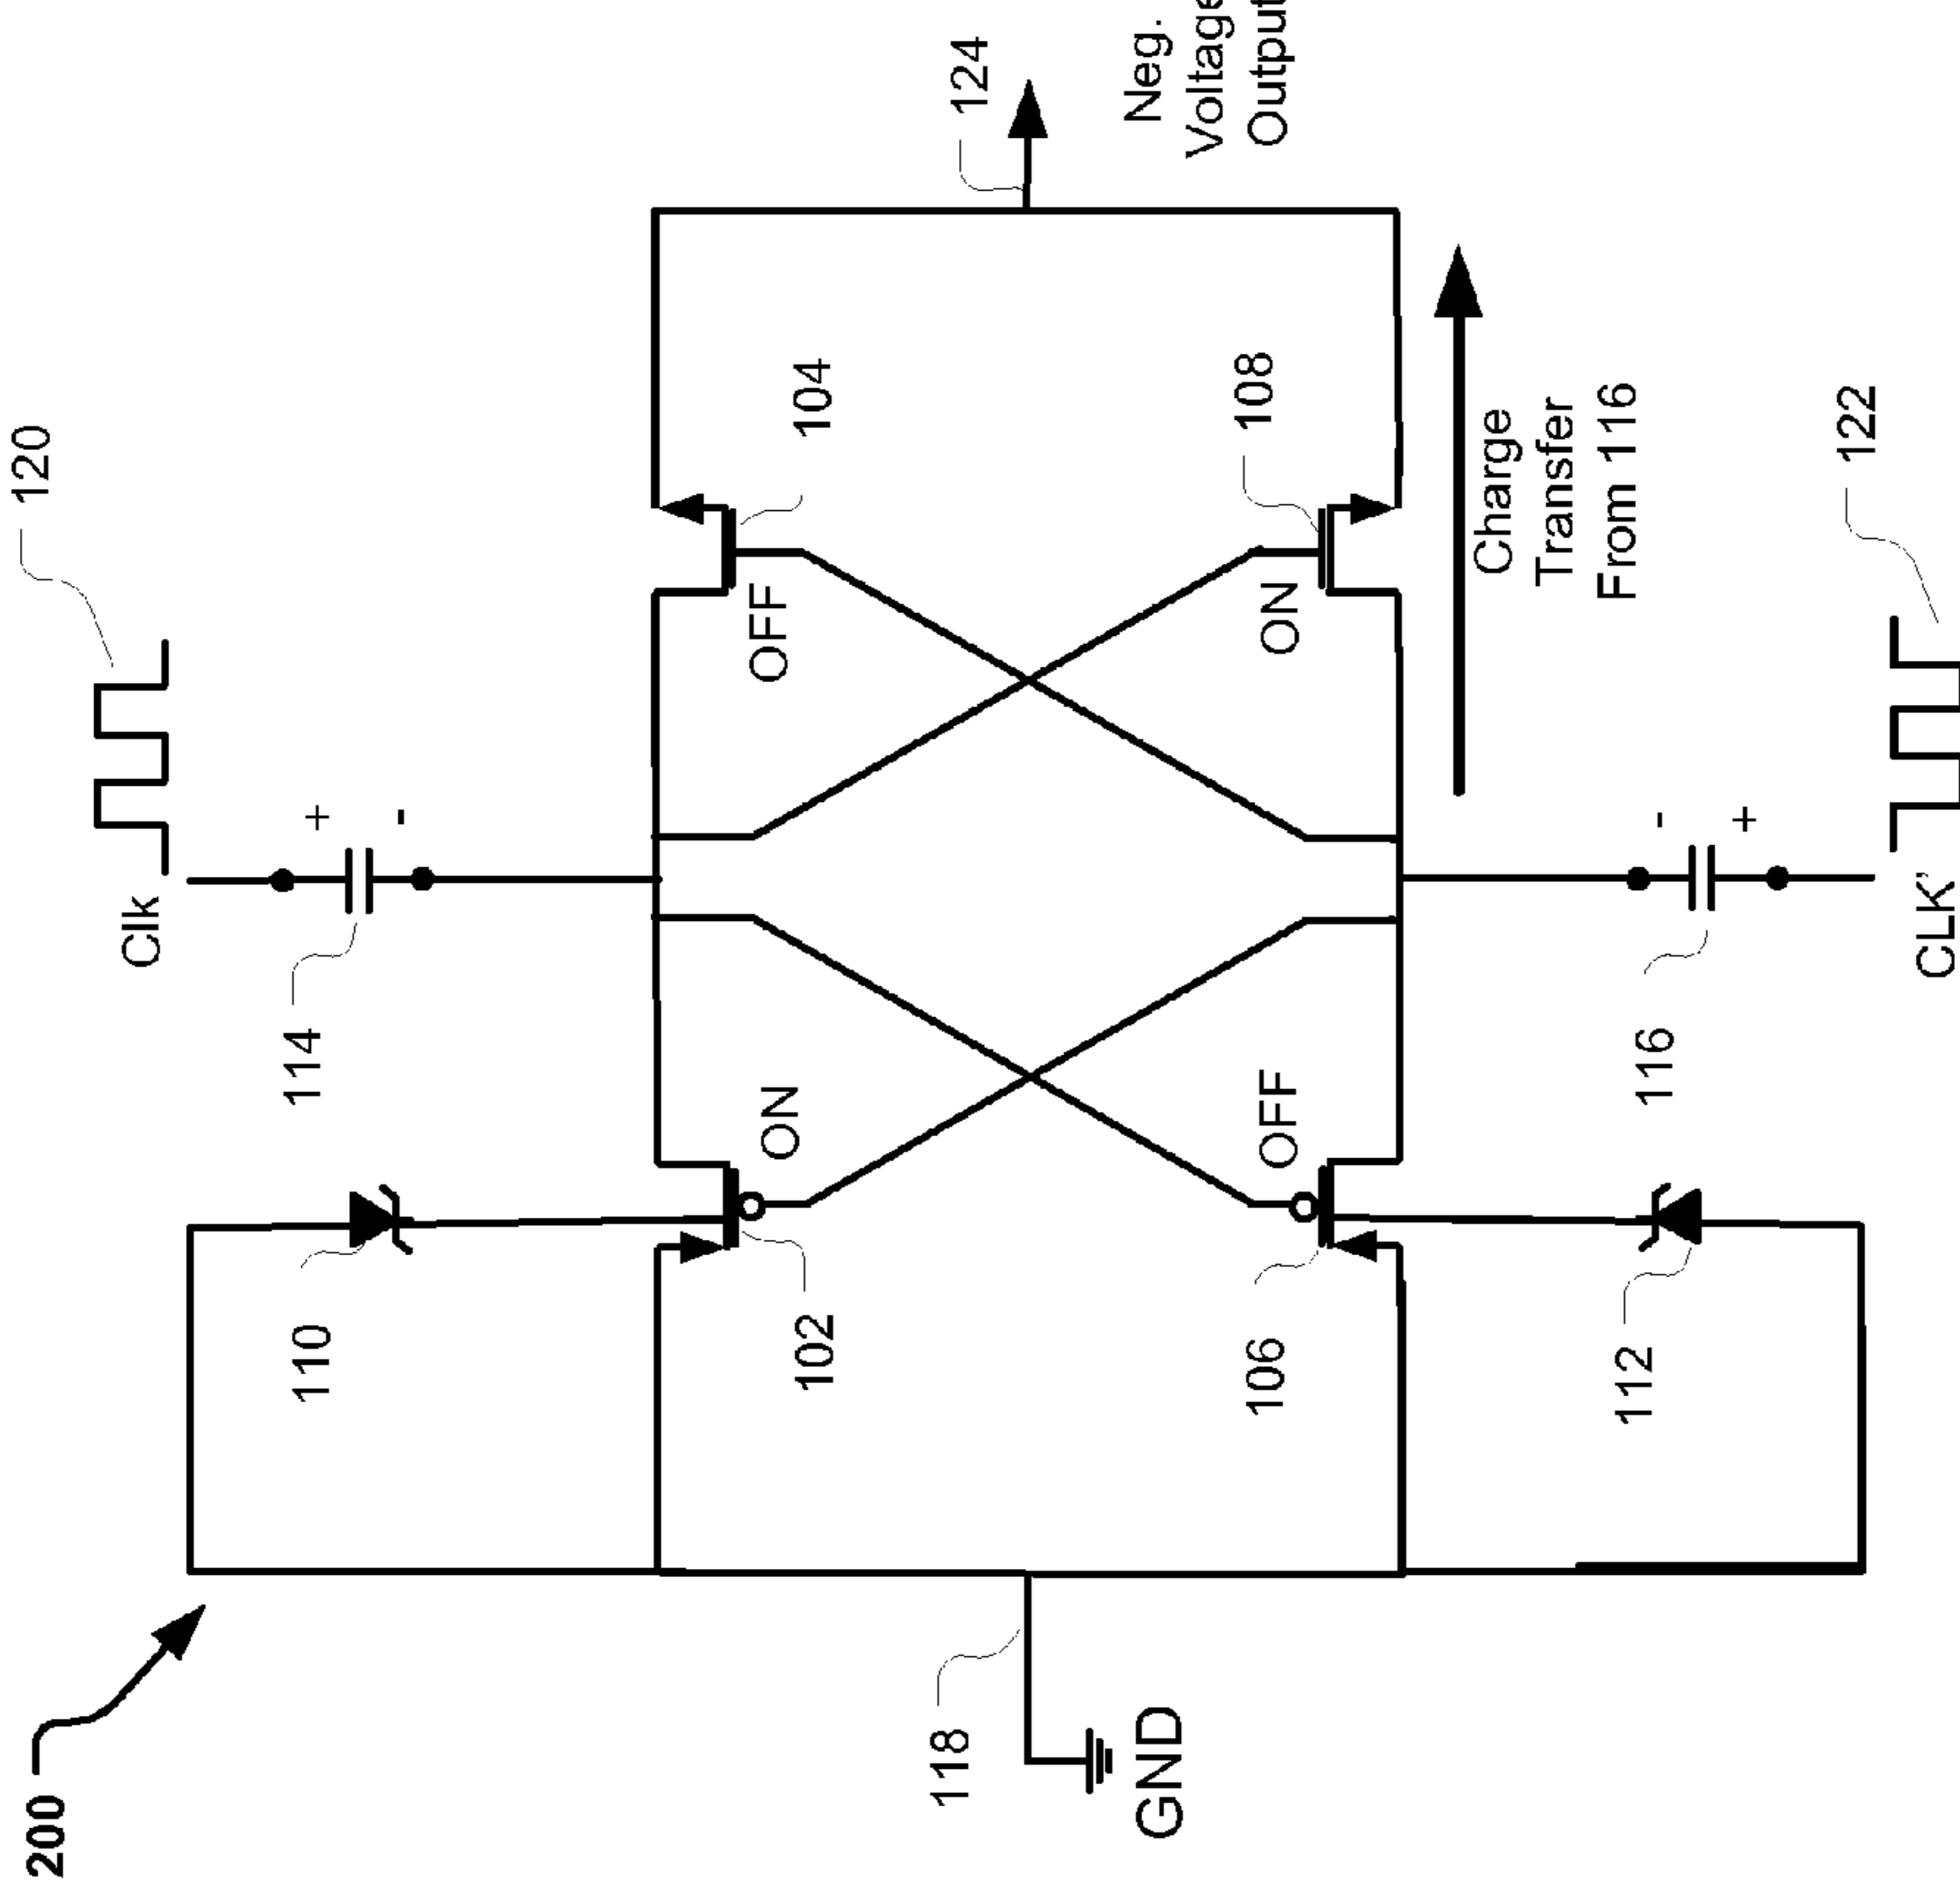 200
120
Clk
114
+
-
110
102
ON
OFF
104
124
Neg.
Voltage
Output
118
GND
106
OFF
ON
108
Charge
Transfer
From 116
112
116
-
+
CLK'
122